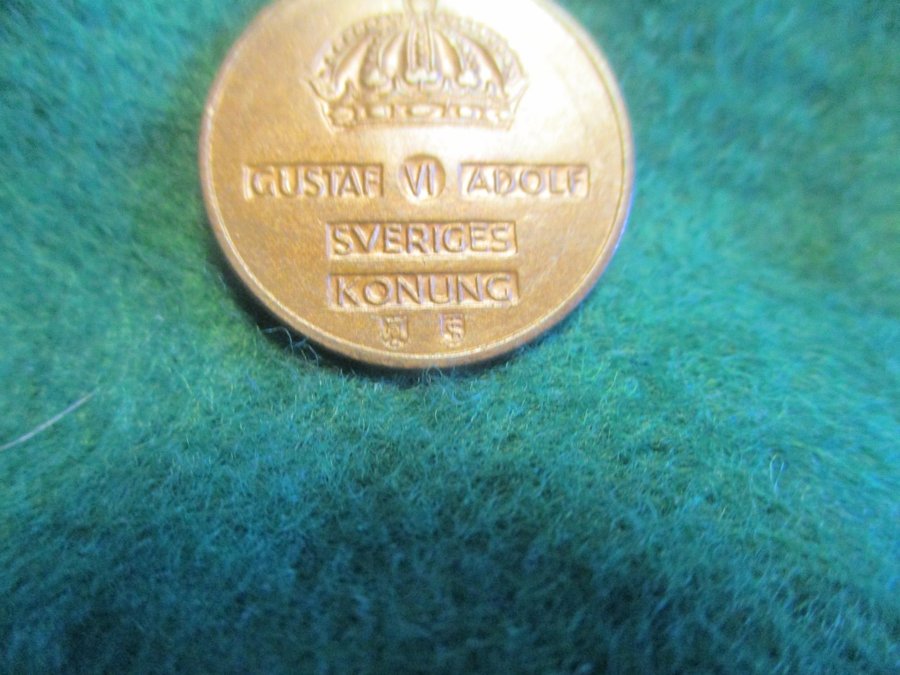 GUSTAF VI ADOLF
SVERIGES
KONUNG